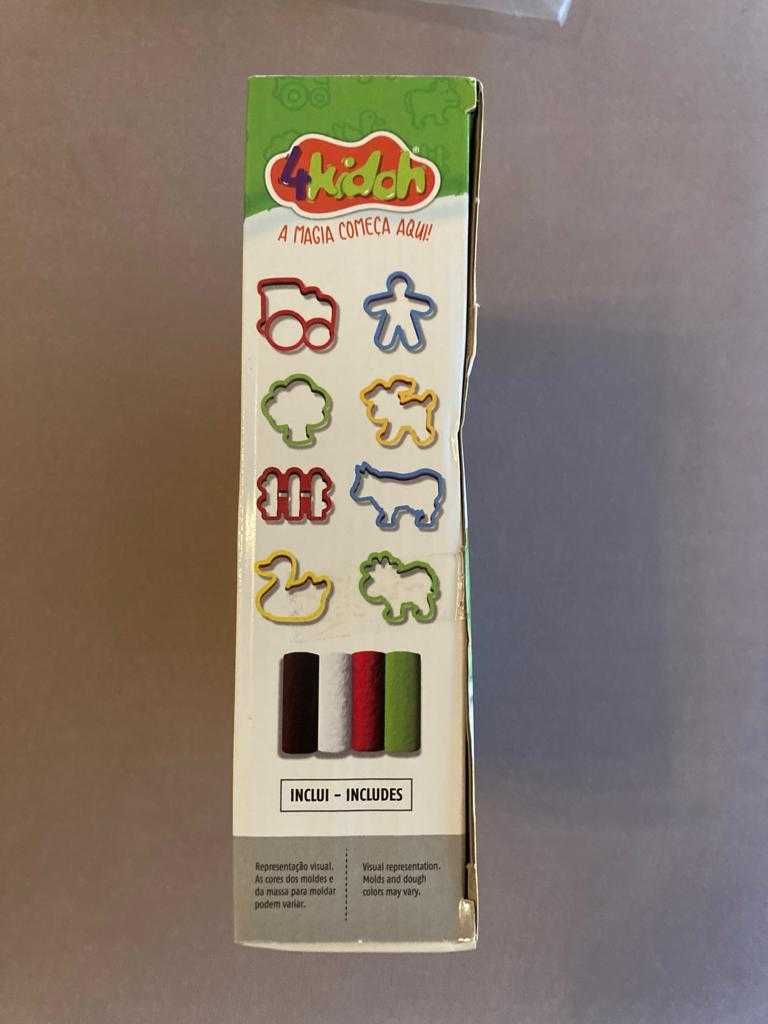 4kidoh®
A MAGIA COMEÇA AQUI!
INCLUI - INCLUDES
Representação visual.
As cores dos moldes e
da massa para moldar
podem variar.
Visual representation.
Molds and dough
colors may vary.